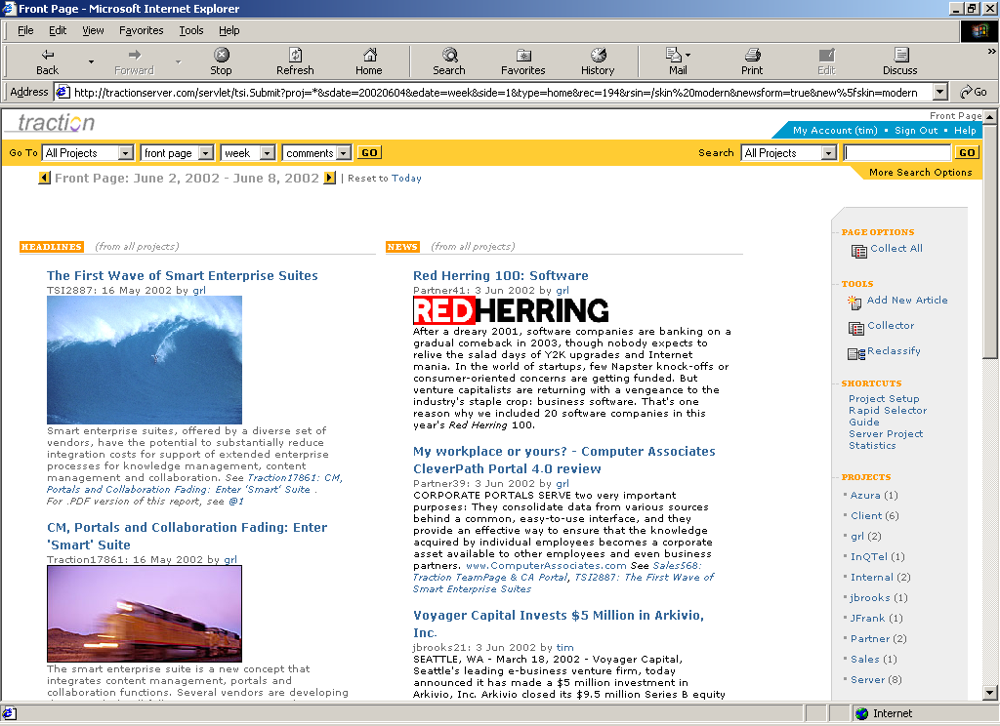 Front Page - Microsoft Internet Explorer
File Edit View Favorites Tools Help
Back Forward Stop Refresh Home Search Favorites History Mail Print Edit Discuss
Address http://tractionserver.com/servlet/tsi.Submit?proj=*&sdate=20020604&edate=week&side=1&type=home&rec=194&rsin=/skin%20modern&newsform=true&new%5fskin=modern Go
traction
Front Page
My Account (tim) • Sign Out • Help
Go To All Projects front page week comments GO Search All Projects GO
More Search Options
Front Page: June 2, 2002 - June 8, 2002 | Reset to Today
HEADLINES (from all projects)
The First Wave of Smart Enterprise Suites
TSI2887: 16 May 2002 by grl
Smart enterprise suites, offered by a diverse set of
vendors, have the potential to substantially reduce
integration costs for support of extended enterprise
processes for knowledge management, content
management and collaboration. See Traction17861: CM,
Portals and Collaboration Fading: Enter 'Smart' Suite .
For .PDF version of this report, see @1
CM, Portals and Collaboration Fading: Enter
'Smart' Suite
Traction17861: 16 May 2002 by grl
The smart enterprise suite is a new concept that
integrates content management, portals and
collaboration functions. Several vendors are developing
NEWS (from all projects)
Red Herring 100: Software
Partner41: 3 Jun 2002 by grl
REDHERRING
After a dreary 2001, software companies are banking on a
gradual comeback in 2003, though nobody expects to
relive the salad days of Y2K upgrades and Internet
mania. In the world of startups, few Napster knock-offs or
consumer-oriented concerns are getting funded. But
venture capitalists are returning with a vengeance to the
industry's staple crop: business software. That's one
reason why we included 20 software companies in this
year's Red Herring 100.
My workplace or yours? - Computer Associates
CleverPath Portal 4.0 review
Partner39: 3 Jun 2002 by grl
CORPORATE PORTALS SERVE two very important
purposes: They consolidate data from various sources
behind a common, easy-to-use interface, and they
provide an effective way to ensure that the knowledge
acquired by individual employees becomes a corporate
asset available to other employees and even business
partners. www.ComputerAssociates.com See Sales568:
Traction TeamPage & CA Portal, TSI2887: The First Wave of
Smart Enterprise Suites
Voyager Capital Invests $5 Million in Arkivio,
Inc.
jbrooks21: 3 Jun 2002 by tim
SEATTLE, WA - March 18, 2002 - Voyager Capital,
Seattle's leading e-business venture firm, today
announced it has made a $5 million investment in
Arkivio, Inc. Arkivio closed its $9.5 million Series B equity
PAGE OPTIONS
Collect All
TOOLS
Add New Article
Collector
Reclassify
SHORTCUTS
Project Setup
Rapid Selector
Guide
Server Project
Statistics
PROJECTS
Azura (1)
Client (6)
grl (2)
InQTel (1)
Internal (2)
jbrooks (1)
JFrank (1)
Partner (2)
Sales (1)
Server (8)
Internet